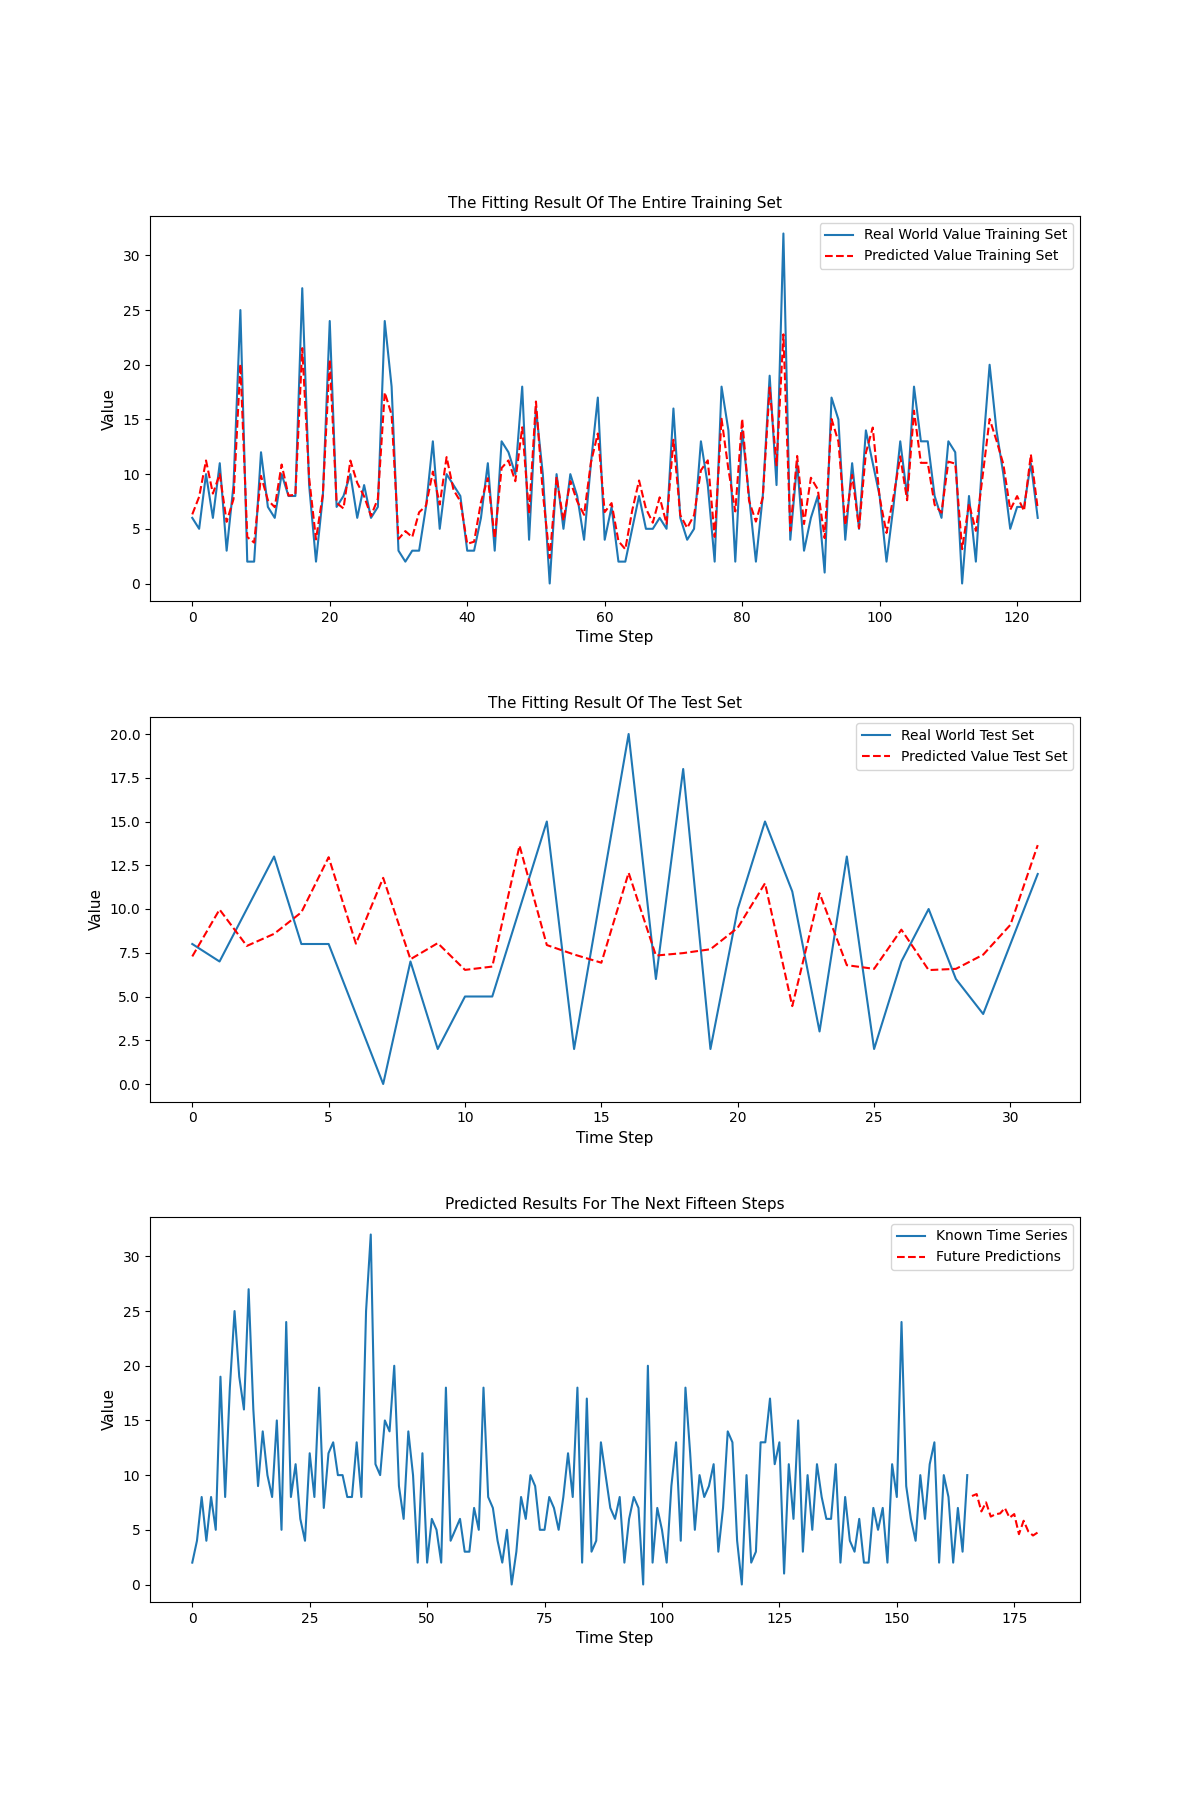 The Fitting Result Of The Entire Training Set
Real World Value Training Set
Predicted Value Training Set
Value
30
25
20
15
10
5
0
0 20 40 60 80 100 120
Time Step
The Fitting Result Of The Test Set
Real World Test Set
Predicted Value Test Set
Value
20.0
17.5
15.0
12.5
10.0
7.5
5.0
2.5
0.0
0 5 10 15 20 25 30
Time Step
Predicted Results For The Next Fifteen Steps
Known Time Series
Future Predictions
Value
30
25
20
15
10
5
0
0 25 50 75 100 125 150 175
Time Step